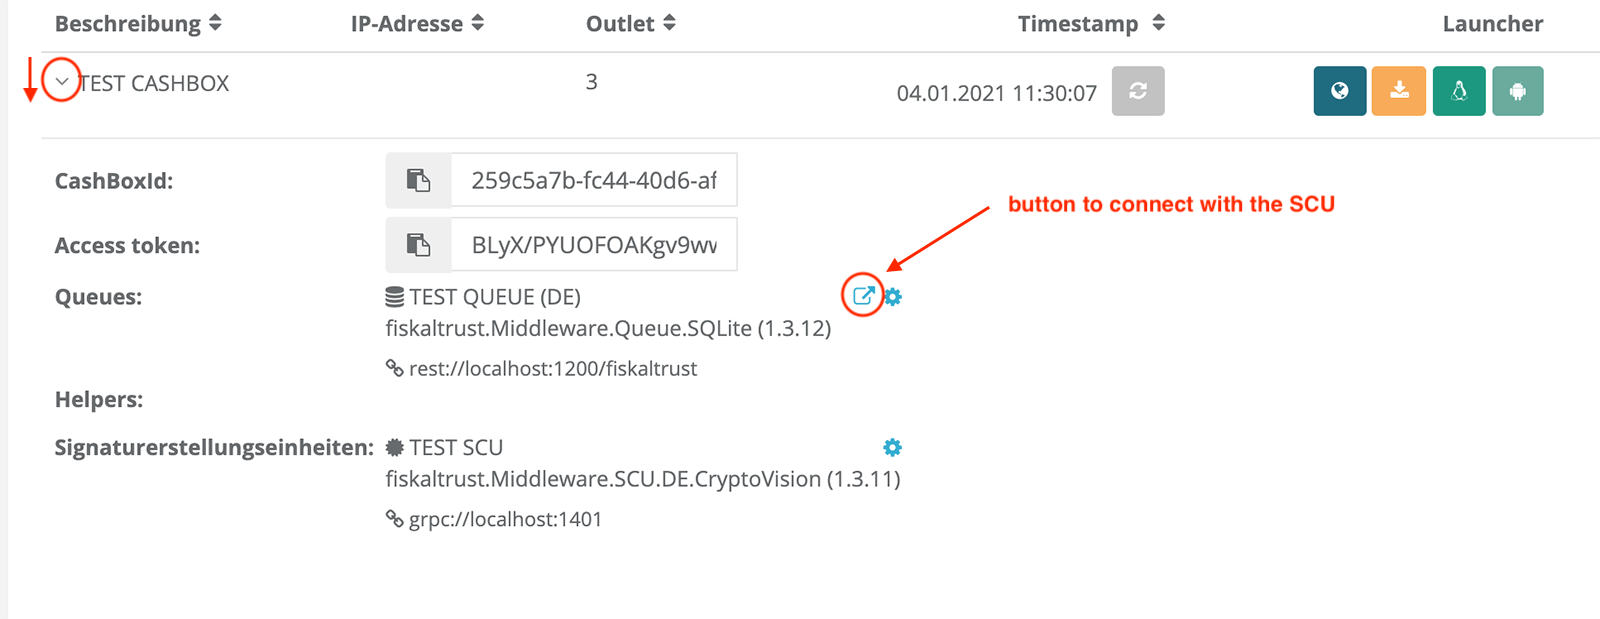 Beschreibung IP-Adresse Outlet Timestamp Launcher
TEST CASHBOX 3 04.01.2021 11:30:07
CashBoxId: 259c5a7b-fc44-40d6-af
button to connect with the SCU
Access token: BLyX/PYUOFOAKgv9wv
Queues: TEST QUEUE (DE)
fiskaltrust.Middleware.Queue.SQLite (1.3.12)
rest://localhost:1200/fiskaltrust
Helpers:
Signaturerstellungseinheiten: TEST SCU
fiskaltrust.Middleware.SCU.DE.CryptoVision (1.3.11)
grpc://localhost:1401